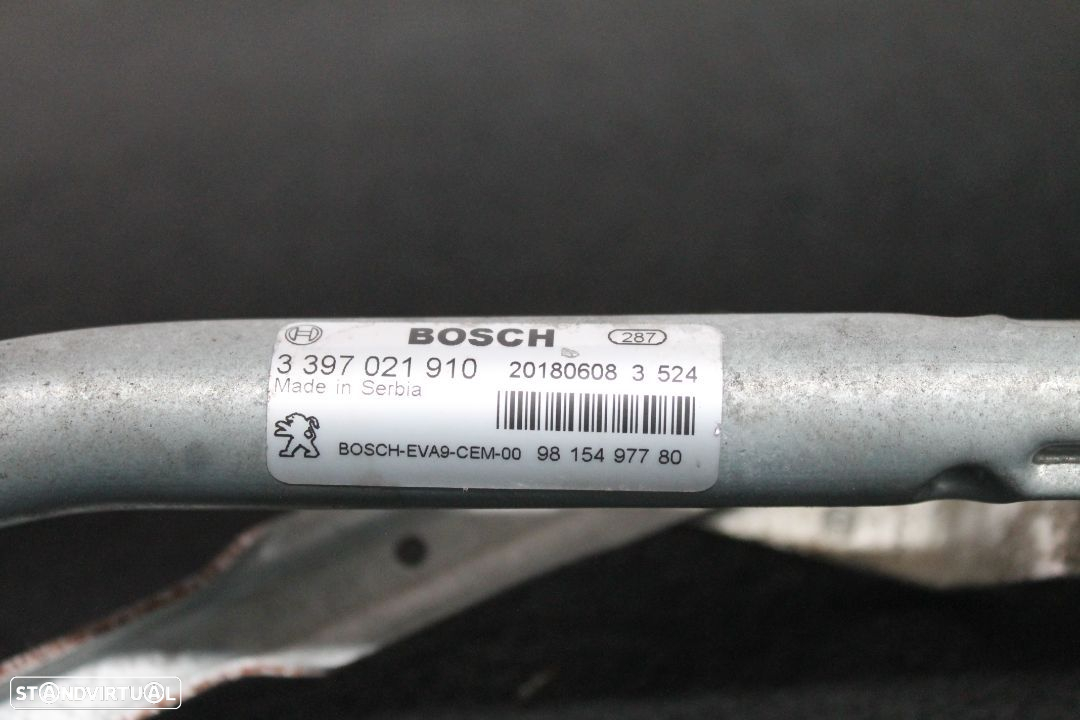 BOSCH 287
3 397 021 910 20180608 3 524
Made in Serbia
BOSCH-EVA9-CEM-00 98 154 977 80
STANDVIRTUAL